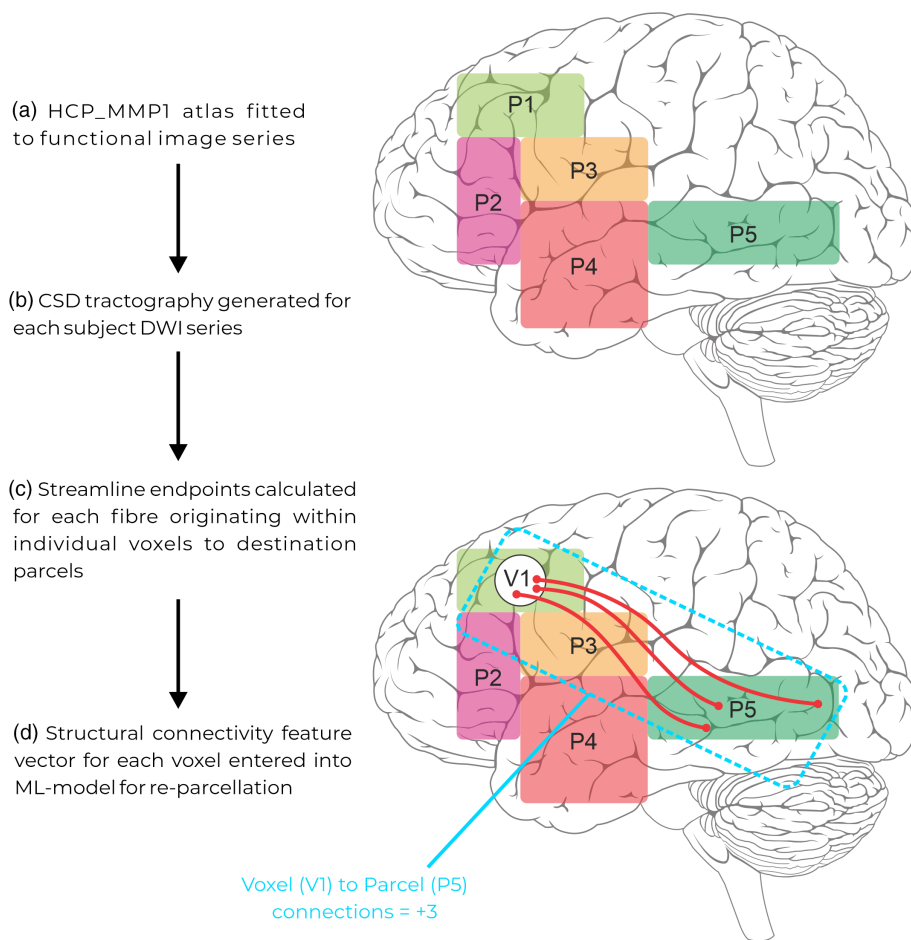 (a) HCP_MMP1 atlas fitted
to functional image series
P1
P2
P3
P4
P5
(b) CSD tractography generated for
each subject DWI series
(c) Streamline endpoints calculated
for each fibre originating within
individual voxels to destination
parcels
V1
P2
P3
P4
P5
(d) Structural connectivity feature
vector for each voxel entered into
ML-model for re-parcellation
Voxel (V1) to Parcel (P5)
connections = +3